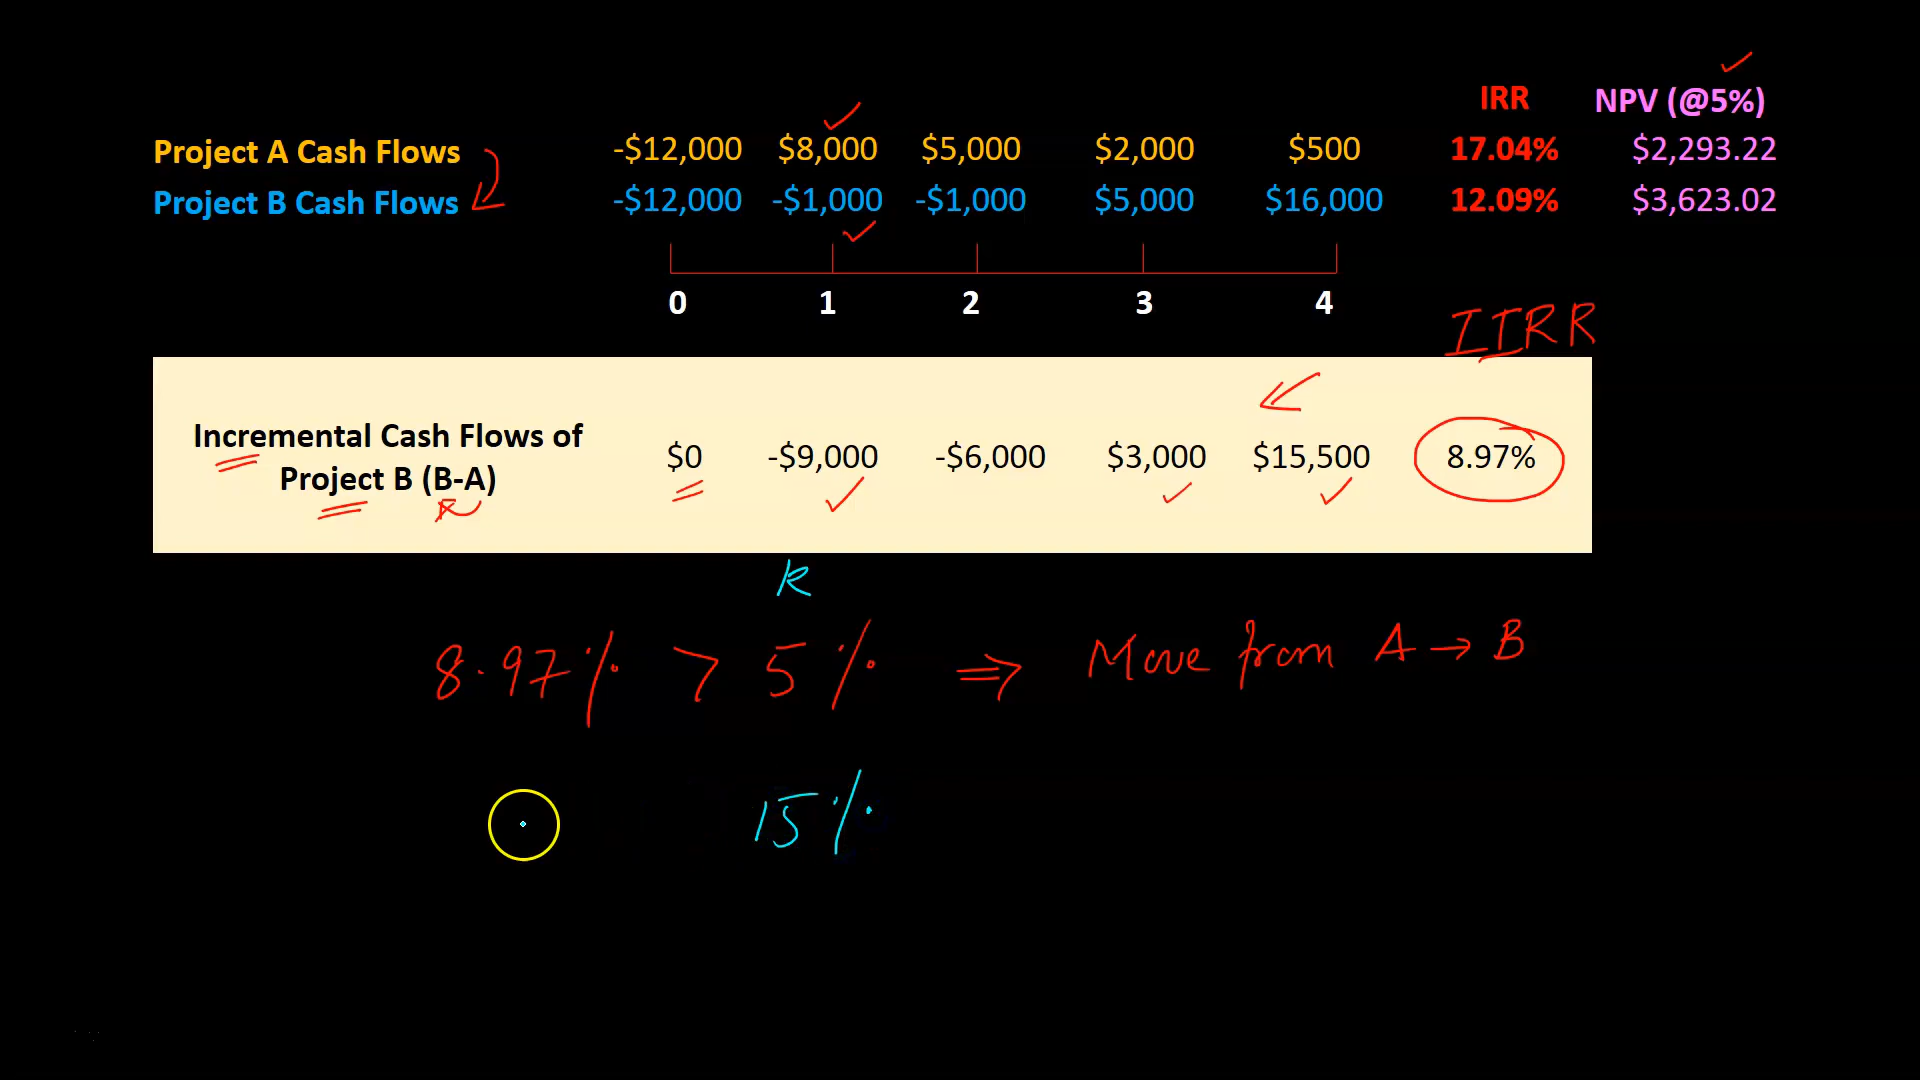 IRR NPV (@5%)
Project A Cash Flows -$12,000 $8,000 $5,000 $2,000 $500 17.04% $2,293.22
Project B Cash Flows -$12,000 -$1,000 -$1,000 $5,000 $16,000 12.09% $3,623.02
0 1 2 3 4
IIRR
Incremental Cash Flows of
Project B (B-A) $0 -$9,000 -$6,000 $3,000 $15,500 8.97%
k
8.97% > 5% ⇒ Move from A → B
15%